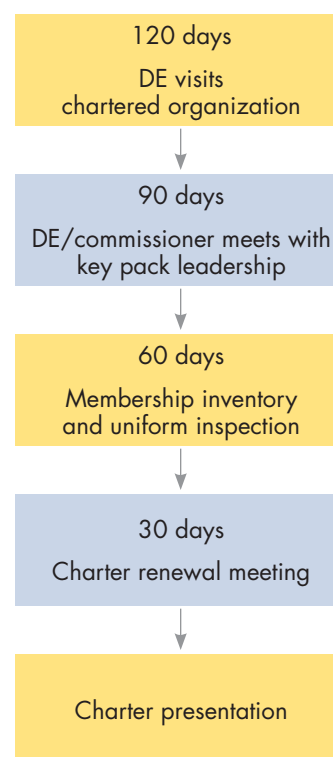 120 days
DE visits
chartered organization
90 days
DE/commissioner meets with
key pack leadership
60 days
Membership inventory
and uniform inspection
30 days
Charter renewal meeting
Charter presentation